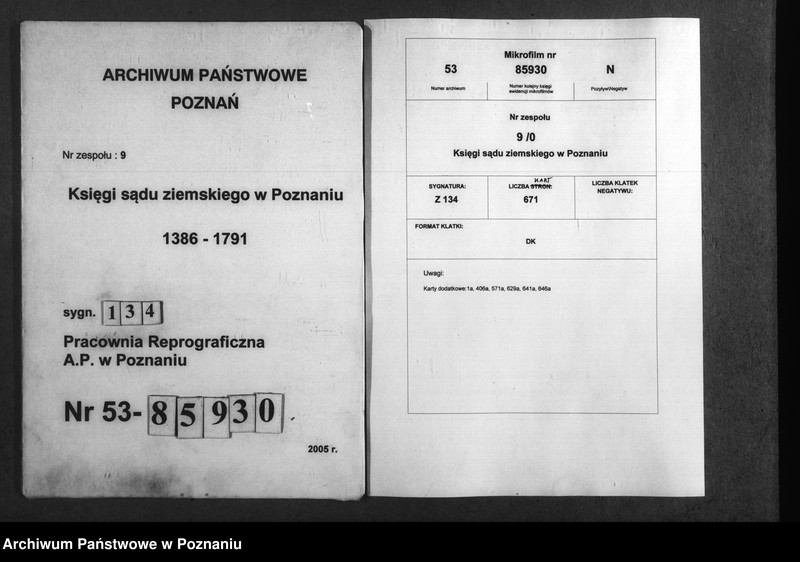 ARCHIWUM PAŃSTWOWE
POZNAŃ
Nr zespołu : 9
Księgi sądu ziemskiego w Poznaniu
1386 - 1791
sygn. 134
Pracownia Reprograficzna
A.P. w Poznaniu
Nr 53-85930
2005 r.
Mikrofilm nr
53 85930 N
Numer archiwum Numer kolejny księgi ewidencji mikrofilmów Pozytyw\Negatyw
Nr zespołu
9 /0
Księgi sądu ziemskiego w Poznaniu
KART
SYGNATURA: LICZBA STRON: LICZBA KLATEK NEGATYWU:
Z 134 671
FORMAT KLATKI:
DK
Uwagi:
Karty dodatkowe:1a, 406a, 571a, 629a, 641a, 646a
Archiwum Państwowe w Poznaniu